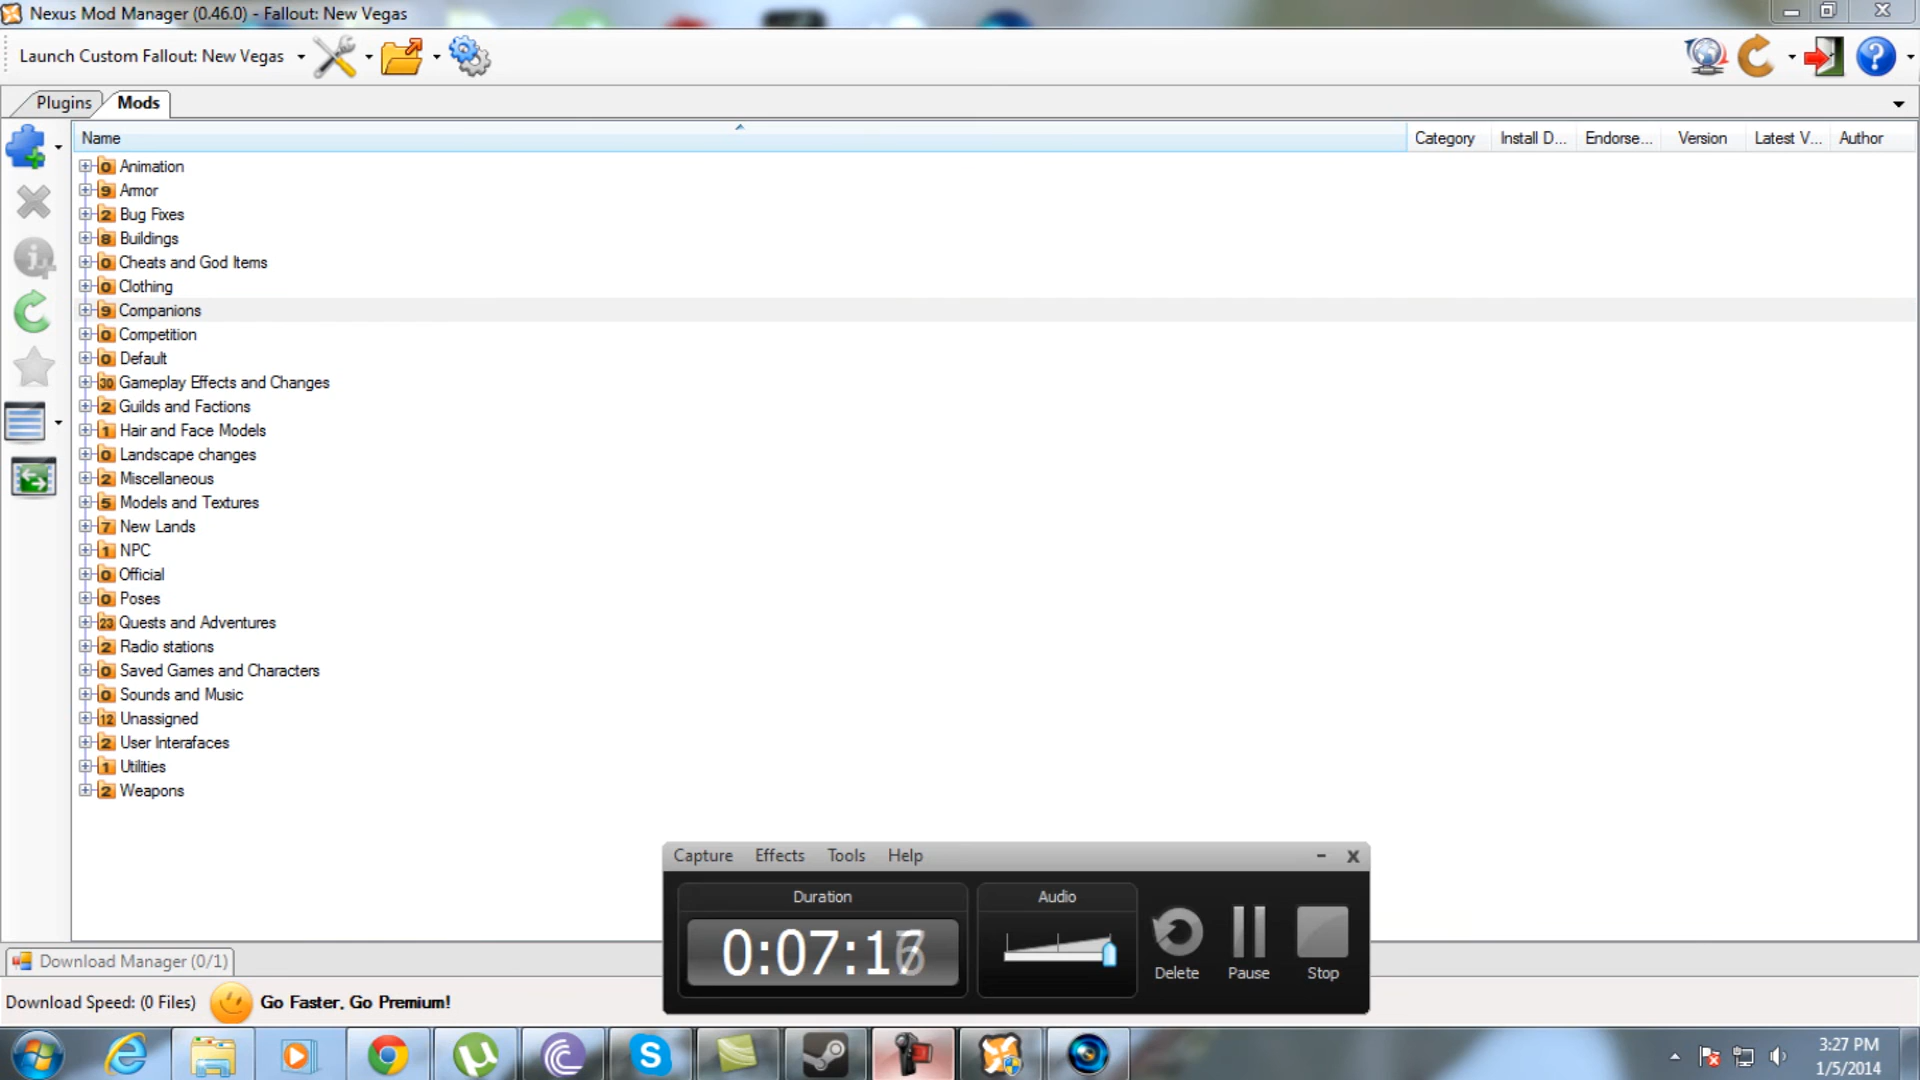 Nexus Mod Manager (0.46.0) - Fallout: New Vegas
Launch Custom Fallout: New Vegas
Plugins
Mods
Name
Category
Install D...
Endorse...
Version
Latest V...
Author
0 Animation
9 Armor
2 Bug Fixes
8 Buildings
0 Cheats and God Items
0 Clothing
9 Companions
0 Competition
0 Default
30 Gameplay Effects and Changes
2 Guilds and Factions
1 Hair and Face Models
0 Landscape changes
2 Miscellaneous
5 Models and Textures
7 New Lands
1 NPC
0 Official
0 Poses
23 Quests and Adventures
2 Radio stations
0 Saved Games and Characters
0 Sounds and Music
12 Unassigned
2 User Interafaces
1 Utilities
2 Weapons
Capture Effects Tools Help
Duration
Audio
0:07:1
Delete
Pause
Stop
Download Manager (0/1)
Download Speed: (0 Files)
Go Faster, Go Premium!
3:27 PM
1/5/2014